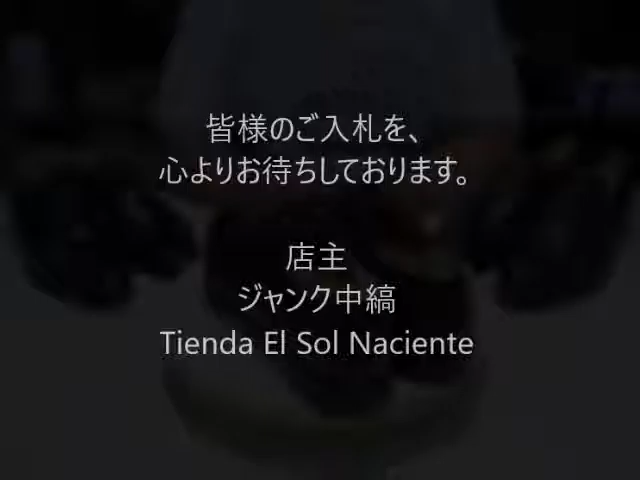 皆様のご入札を、
心よりお待ちしております。
店主
ジャンク中縞
Tienda El Sol Naciente